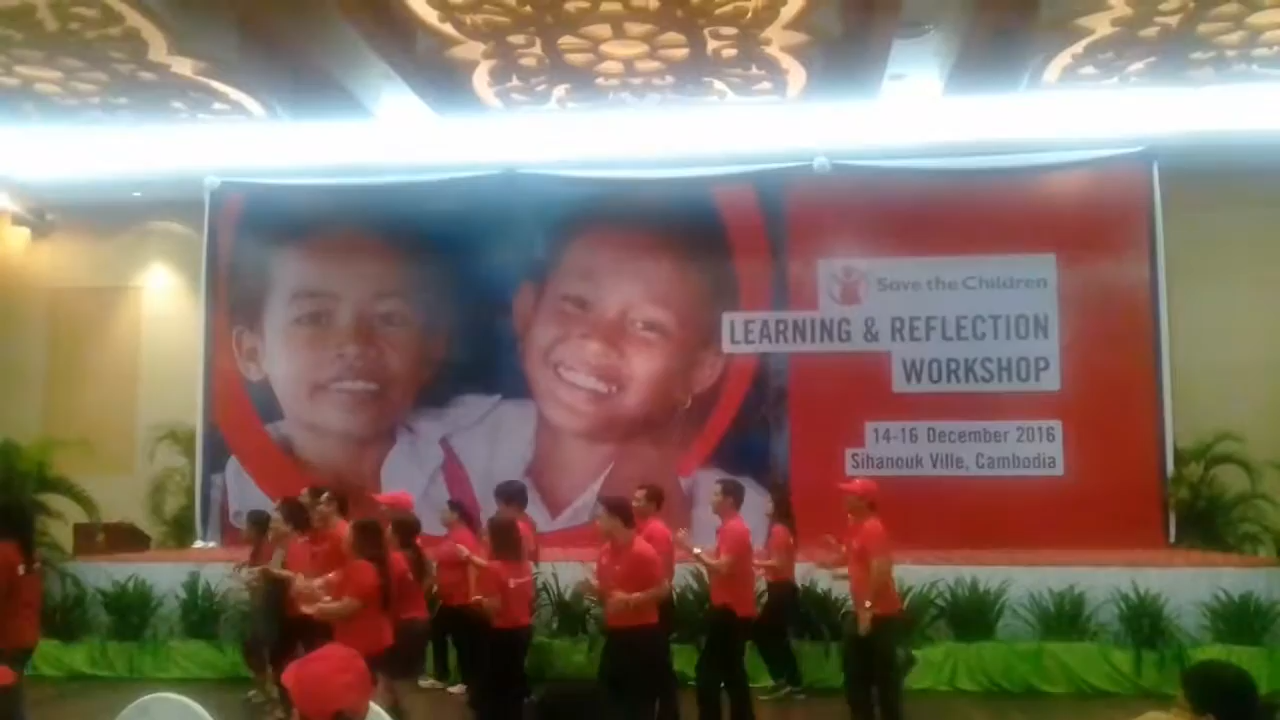 Save the Children
LEARNING & REFLECTION
WORKSHOP
14-16 December 2016
Sihanouk Ville, Cambodia